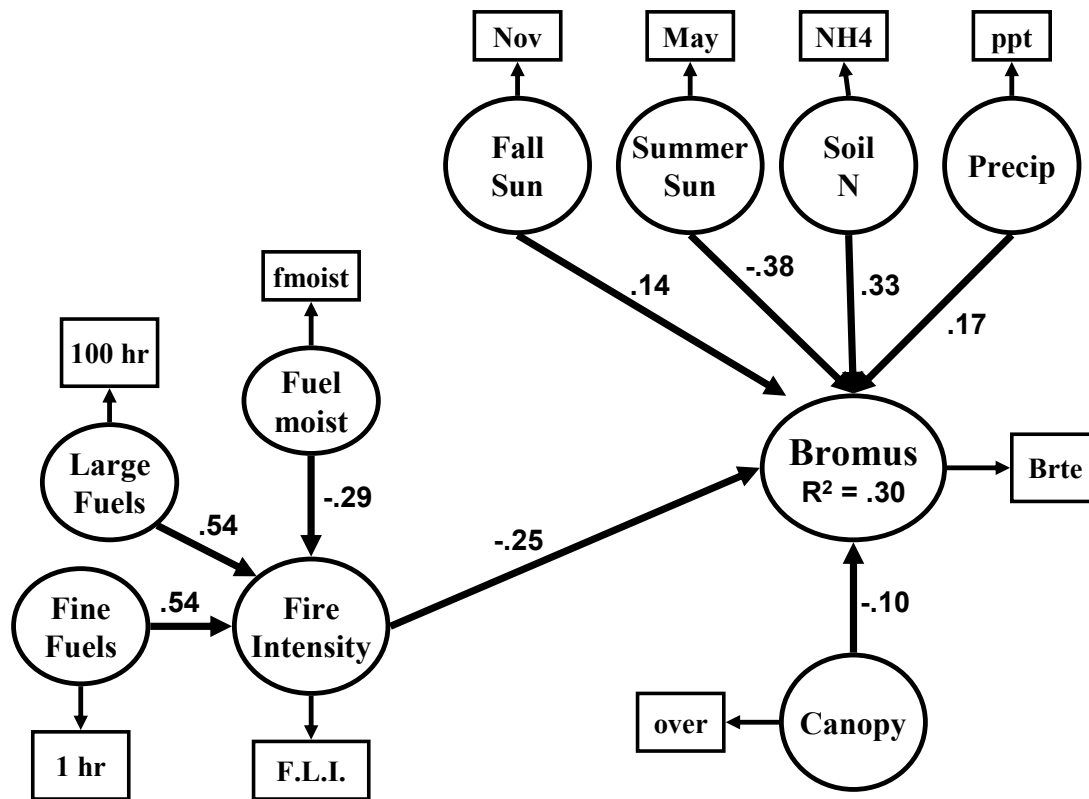 Nov
May
NH4
ppt
Fall
Sun
Summer
Sun
Soil
N
Precip
.14
-.38
.33
.17
fmoist
100 hr
Fuel
moist
Large
Fuels
-.29
.54
Bromus
R² = .30
Brte
-.25
.54
Fine
Fuels
Fire
Intensity
-.10
over
Canopy
1 hr
F.L.I.